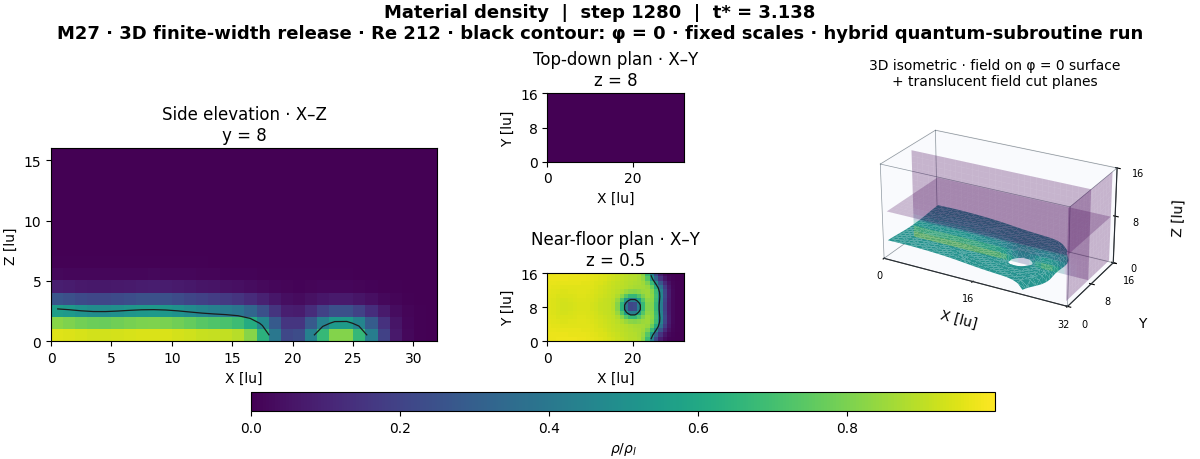 Material density | step 1280 | t* = 3.138
M27 · 3D finite-width release · Re 212 · black contour: φ = 0 · fixed scales · hybrid quantum-subroutine run
Side elevation · X–Z
y = 8
Z [lu]
15
10
5
0
0 5 10 15 20 25 30
X [lu]
Top-down plan · X–Y
z = 8
Y [lu]
16
8
0
0 20
X [lu]
Near-floor plan · X–Y
z = 0.5
Y [lu]
16
8
0
0 20
X [lu]
3D isometric · field on φ = 0 surface
+ translucent field cut planes
16
8
0
Z [lu]
16
8
0
Y
0
16
32
X [lu]
0.0 0.2 0.4 0.6 0.8
ρ/ρl